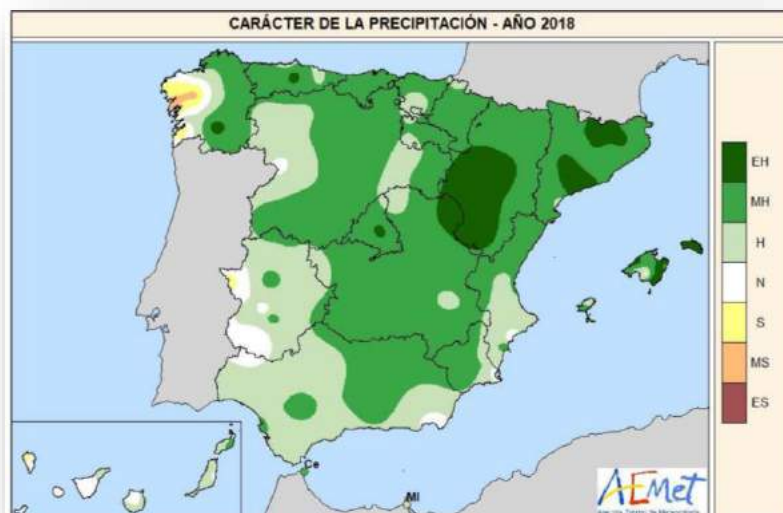 CARÁCTER DE LA PRECIPITACIÓN - AÑO 2018
EH
MH
H
N
S
MS
ES
Ce
Ml
AEMet